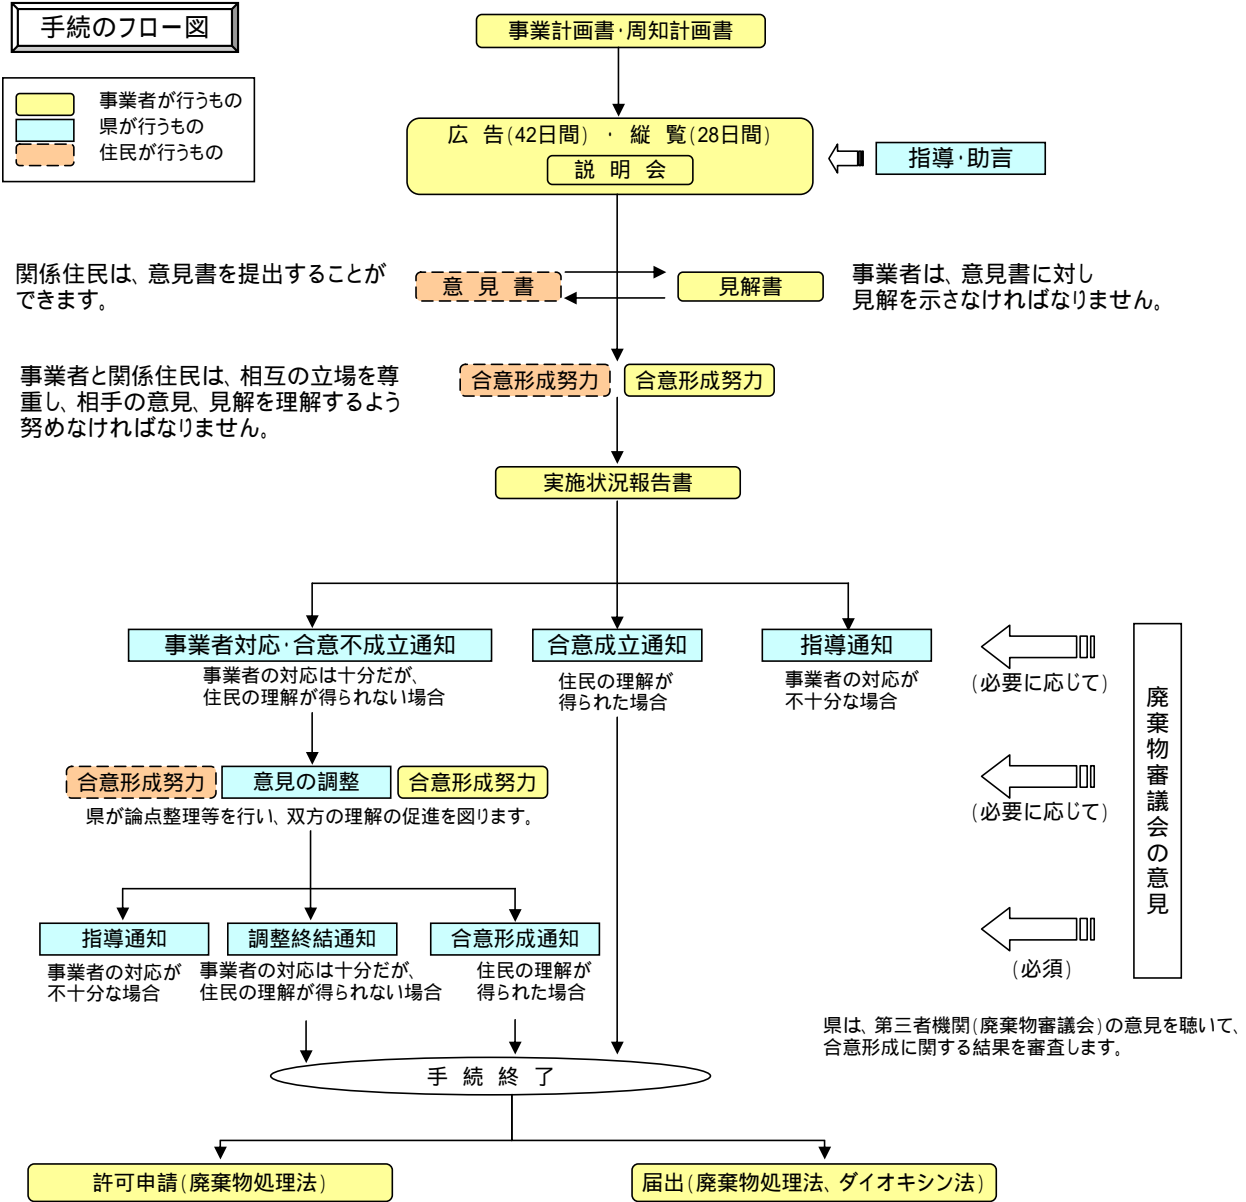 手続のフロー図
事業計画書・周知計画書
事業者が行うもの
県が行うもの
住民が行うもの
広 告(42日間) ・ 縦 覧(28日間)
説 明 会
指導・助言
関係住民は、意見書を提出することが
できます。
意 見 書
見解書
事業者は、意見書に対し
見解を示さなければなりません。
事業者と関係住民は、相互の立場を尊
重し、相手の意見、見解を理解するよう
努めなければなりません。
合意形成努力
合意形成努力
実施状況報告書
事業者対応・合意不成立通知
事業者の対応は十分だが、
住民の理解が得られない場合
合意成立通知
住民の理解が
得られた場合
指導通知
事業者の対応が
不十分な場合
(必要に応じて)
廃棄物審議会の意見
合意形成努力
意見の調整
合意形成努力
県が論点整理等を行い、双方の理解の促進を図ります。
(必要に応じて)
指導通知
事業者の対応が
不十分な場合
調整終結通知
事業者の対応は十分だが、
住民の理解が得られない場合
合意形成通知
住民の理解が
得られた場合
(必須)
県は、第三者機関(廃棄物審議会)の意見を聴いて、
合意形成に関する結果を審査します。
手 続 終 了
許可申請(廃棄物処理法)
届出(廃棄物処理法、ダイオキシン法)